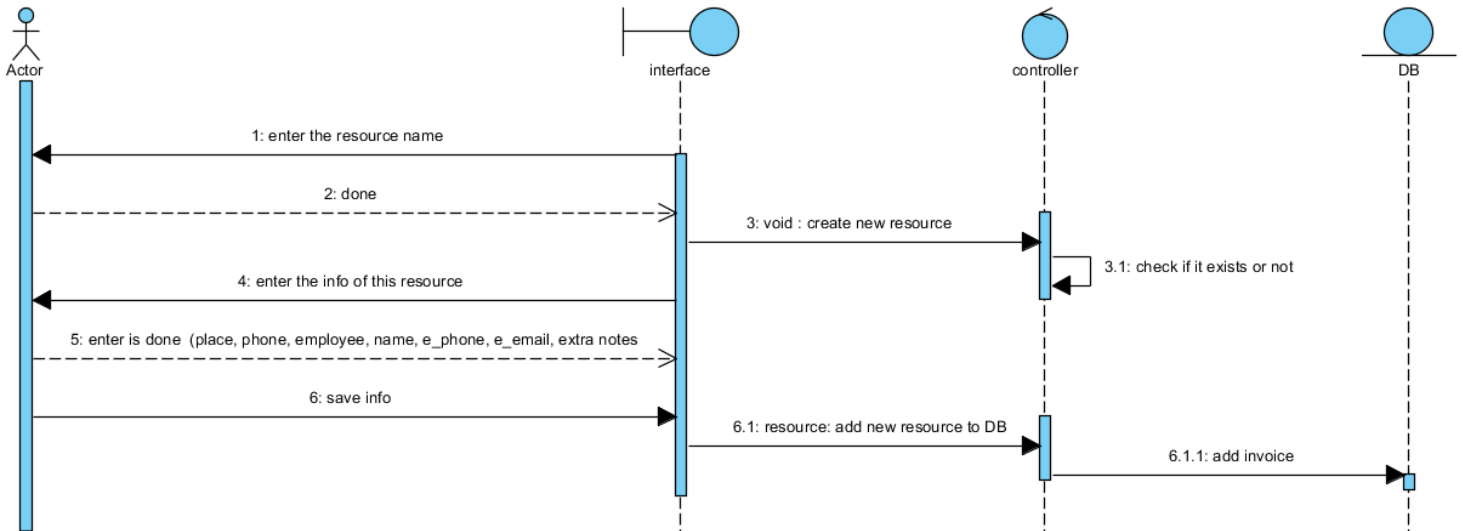 Actor
interface
controller
DB
1: enter the resource name
2: done
3: void : create new resource
3.1: check if it exists or not
4: enter the info of this resource
5: enter is done (place, phone, employee, name, e_phone, e_email, extra notes
6: save info
6.1: resource: add new resource to DB
6.1.1: add invoice